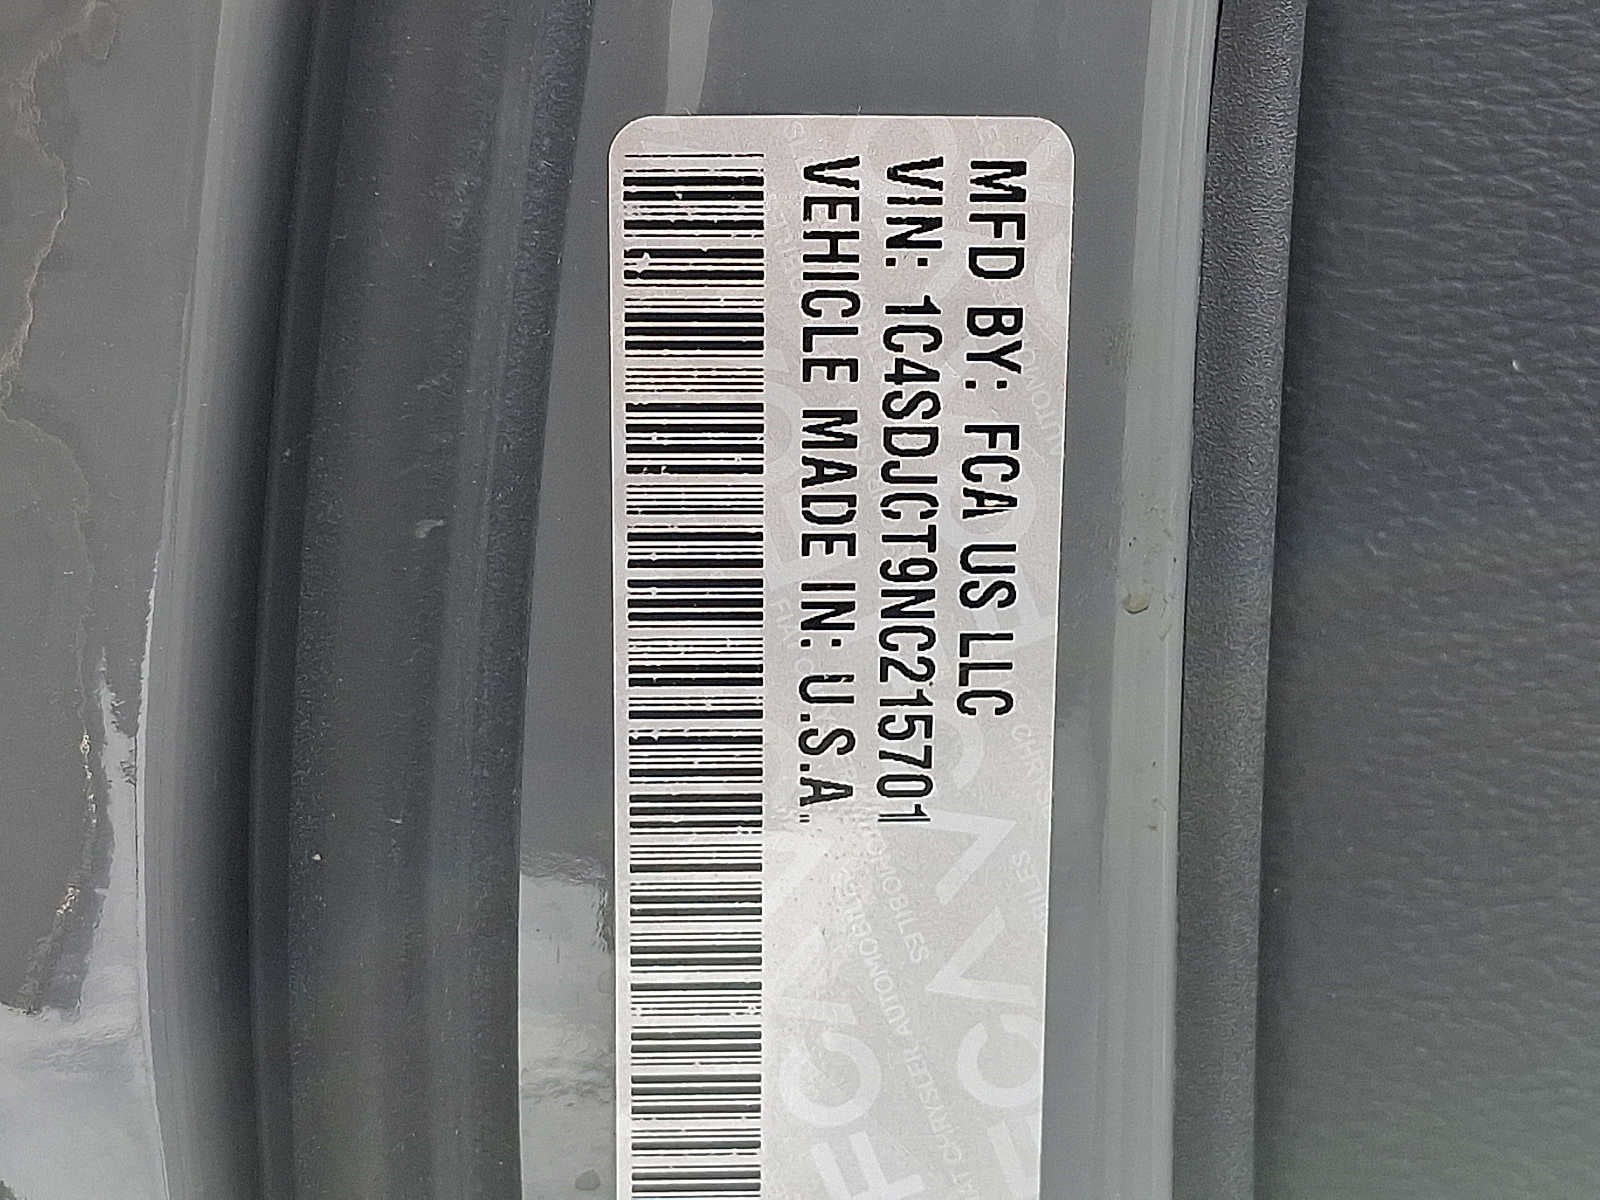 MFD BY: FCA US LLC
VIN: 1C4SDJCT9NC215701
VEHICLE MADE IN: U.S.A.